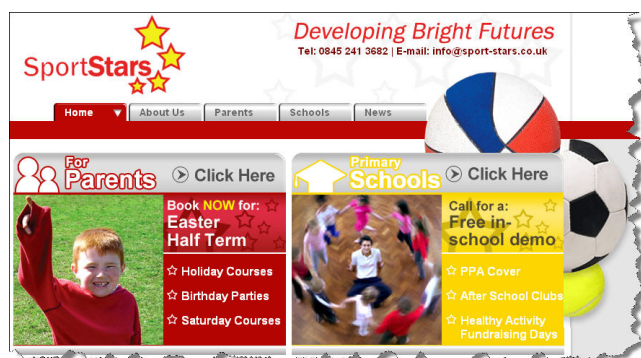 SportStars
Developing Bright Futures
Tel: 0845 241 3682 | E-mail: info@sport-stars.co.uk
Home
About Us
Parents
Schools
News
For
Parents
Click Here
Book NOW for:
Easter
Half Term
Holiday Courses
Birthday Parties
Saturday Courses
Primary
Schools
Click Here
Call for a:
Free in-
school demo
PPA Cover
After School Clubs
Healthy Activity
Fundraising Days